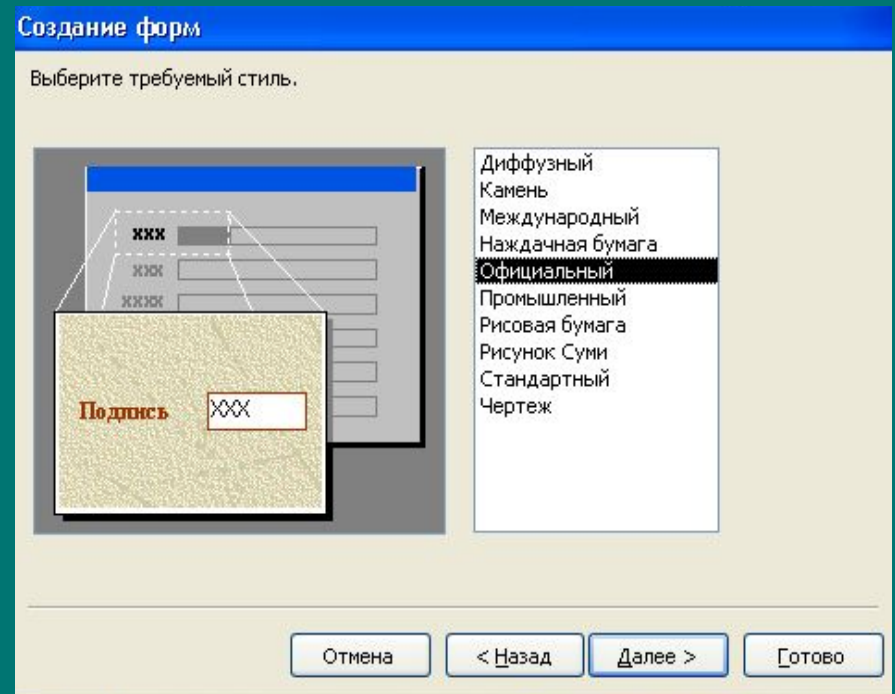 Создание форм
Выберите требуемый стиль.
xxx
xxx
xxxx
Подпись XXX
Диффузный
Камень
Международный
Наждачная бумага
Официальный
Промышленный
Рисовая бумага
Рисунок Суми
Стандартный
Чертеж
Отмена
< Назад
Далее >
Готово